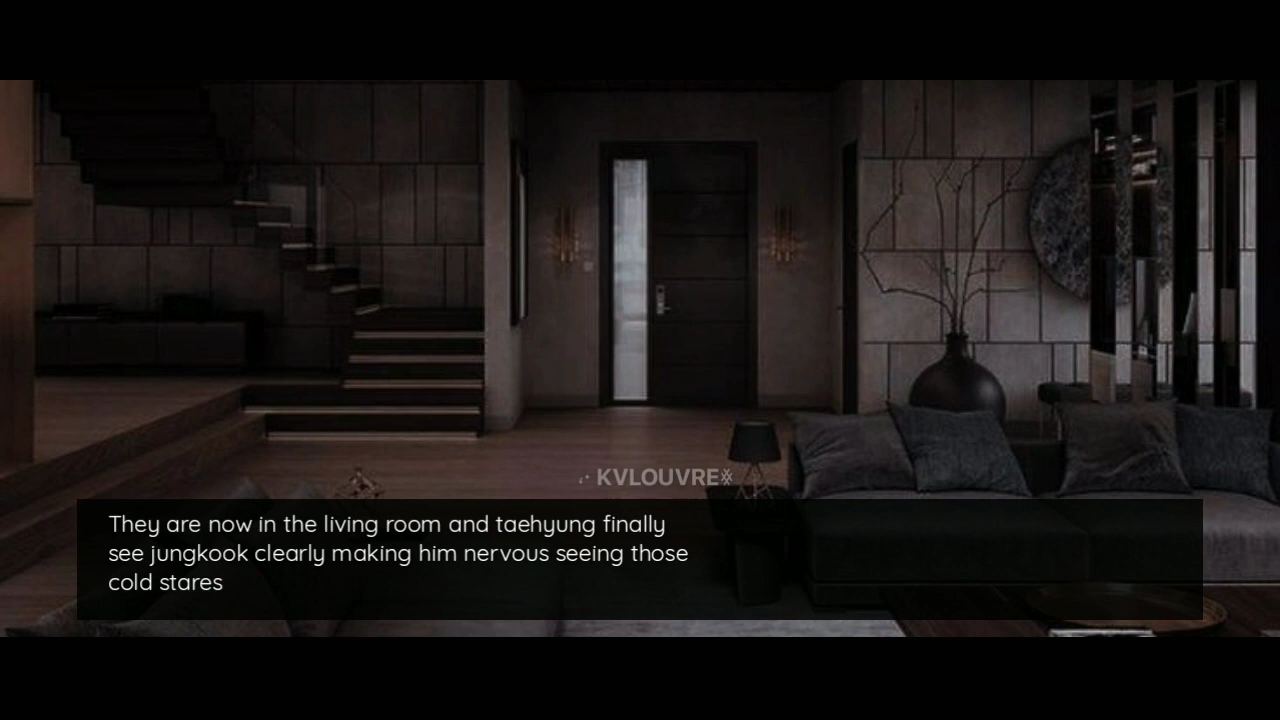 KVLOUVRE
They are now in the living room and taehyung finally
see jungkook clearly making him nervous seeing those
cold stares